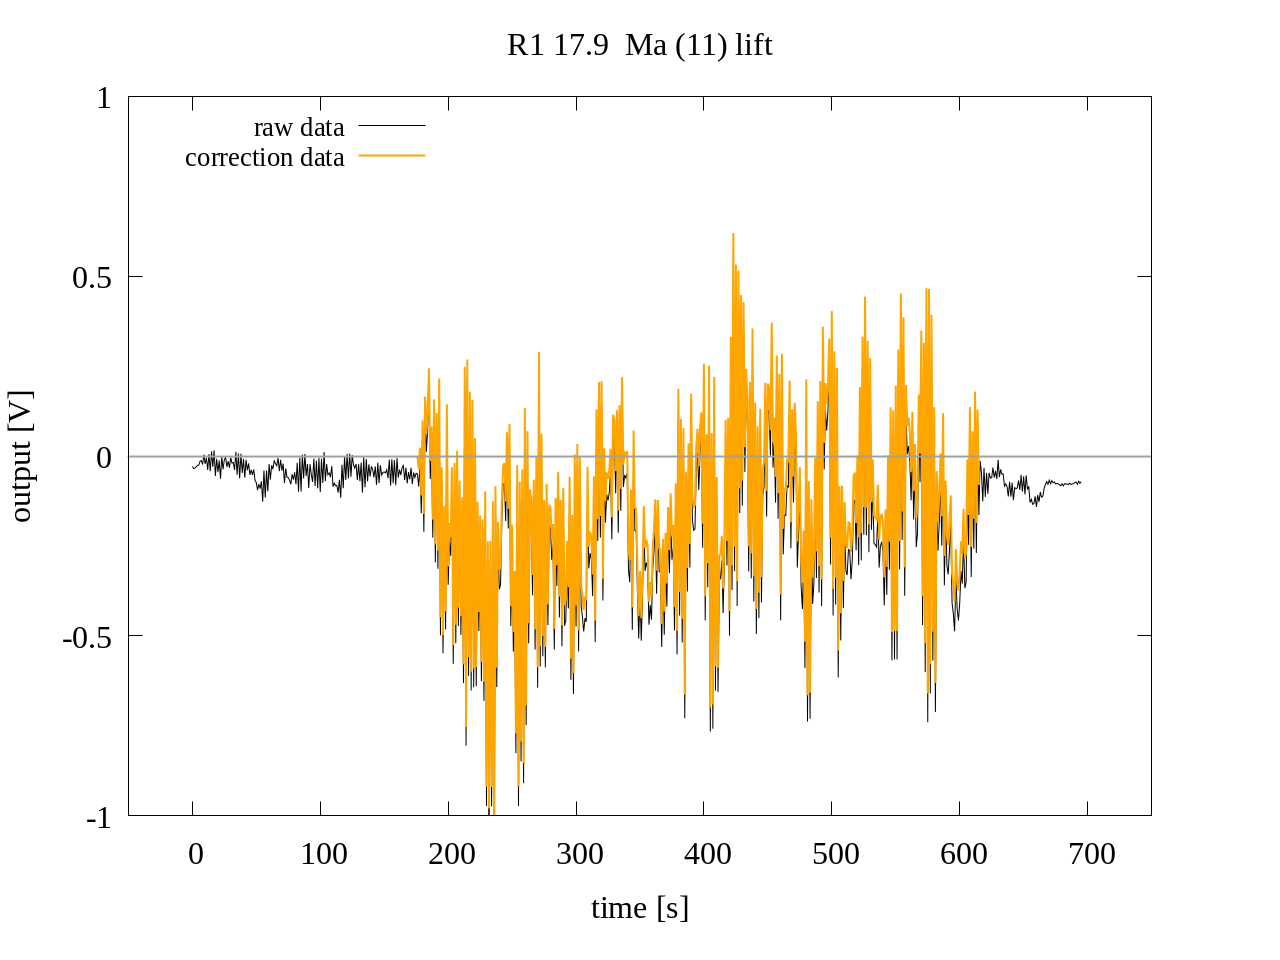 R1 17.9  Ma (11) lift
raw data
correction data
1
0.5
0
-0.5
-1
output [V]
0 100 200 300 400 500 600 700
time [s]